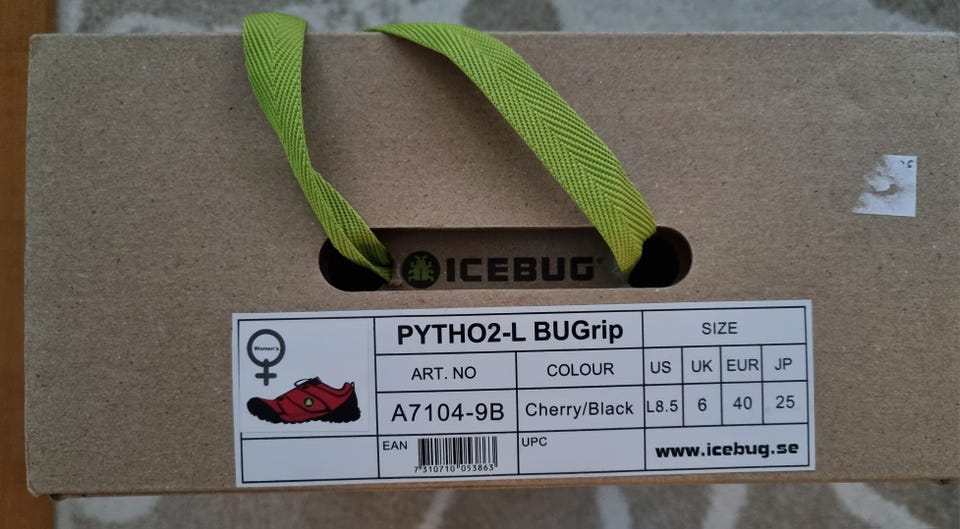 ICEBUG
Women's
PYTHO2-L BUGrip
SIZE
ART. NO
COLOUR
US
UK
EUR
JP
A7104-9B
Cherry/Black
L8.5
6
40
25
EAN
7 310710 053863
UPC
www.icebug.se